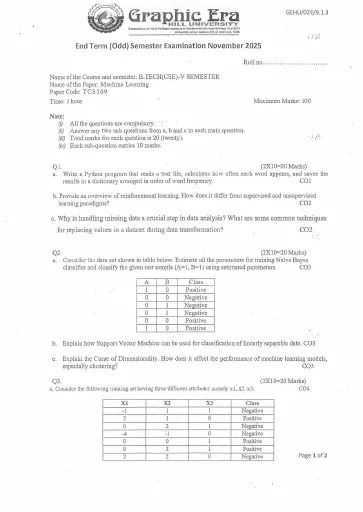 GEHU/023/9.1.3
Graphic Era
HILL UNIVERSITY
End Term (Odd) Semester Examination November 2025
Roll no
Name of the Course and semester: B.TECH(CSE)-V SEMESTER
Name of the Paper: Machine Learning
Paper Code: TCS509
Time: 3 hour Maximum Marks: 100
Note:
(i) All the questions are compulsory.
(ii) Answer any two sub questions from a, b and c in each main question.
(iii) Total marks for each question is 20 (twenty).
(iv) Each sub-question carries 10 marks.
Q1. (2X10=20 Marks)
a. Write a Python program that reads a text file, calculates how often each word appears, and saves the
results in a dictionary arranged in order of word frequency. CO1
b. Provide an overview of reinforcement learning. How does it differ from supervised and unsupervised
learning paradigms? CO2
c. Why is handling missing data a crucial step in data analysis? What are some common techniques
for replacing values in a dataset during data transformation? CO2
Q2. (2X10=20 Marks)
a. Consider the data set shown in table below. Estimate all the parameters for training Naïve Bayes
classifier and classify the given test sample (A=1, B=1) using estimated parameters. CO3
A B Class
1 0 Positive
0 0 Negative
0 1 Negative
0 1 Negative
0 0 Positive
1 0 Positive
b. Explain how Support Vector Machine can be used for classification of linearly separable data. CO3
c. Explain the Curse of Dimensionality. How does it affect the performance of machine learning models,
especially clustering? CO3
Q3. (2X10=20 Marks)
a. Consider the following training set having three different attributes namely x1, x2, x3: CO4
X1 X2 X3 Class
-1 1 1 Negative
5 1 0 Positive
0 2 1 Negative
-4 -1 0 Negative
0 0 1 Positive
9 2 1 Positive
2 2 0 Negative
Page 1 of 2